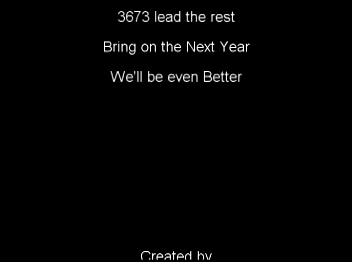 3673 lead the rest
Bring on the Next Year
We'll be even Better
Created by